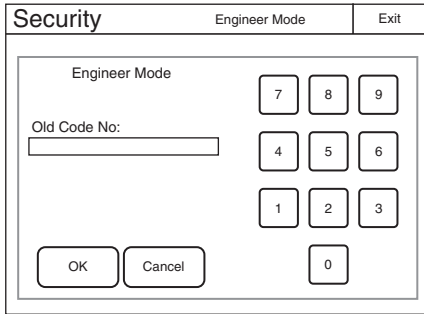 Security Engineer Mode Exit
Engineer Mode
7 8 9
Old Code No:
4 5 6
1 2 3
OK Cancel 0